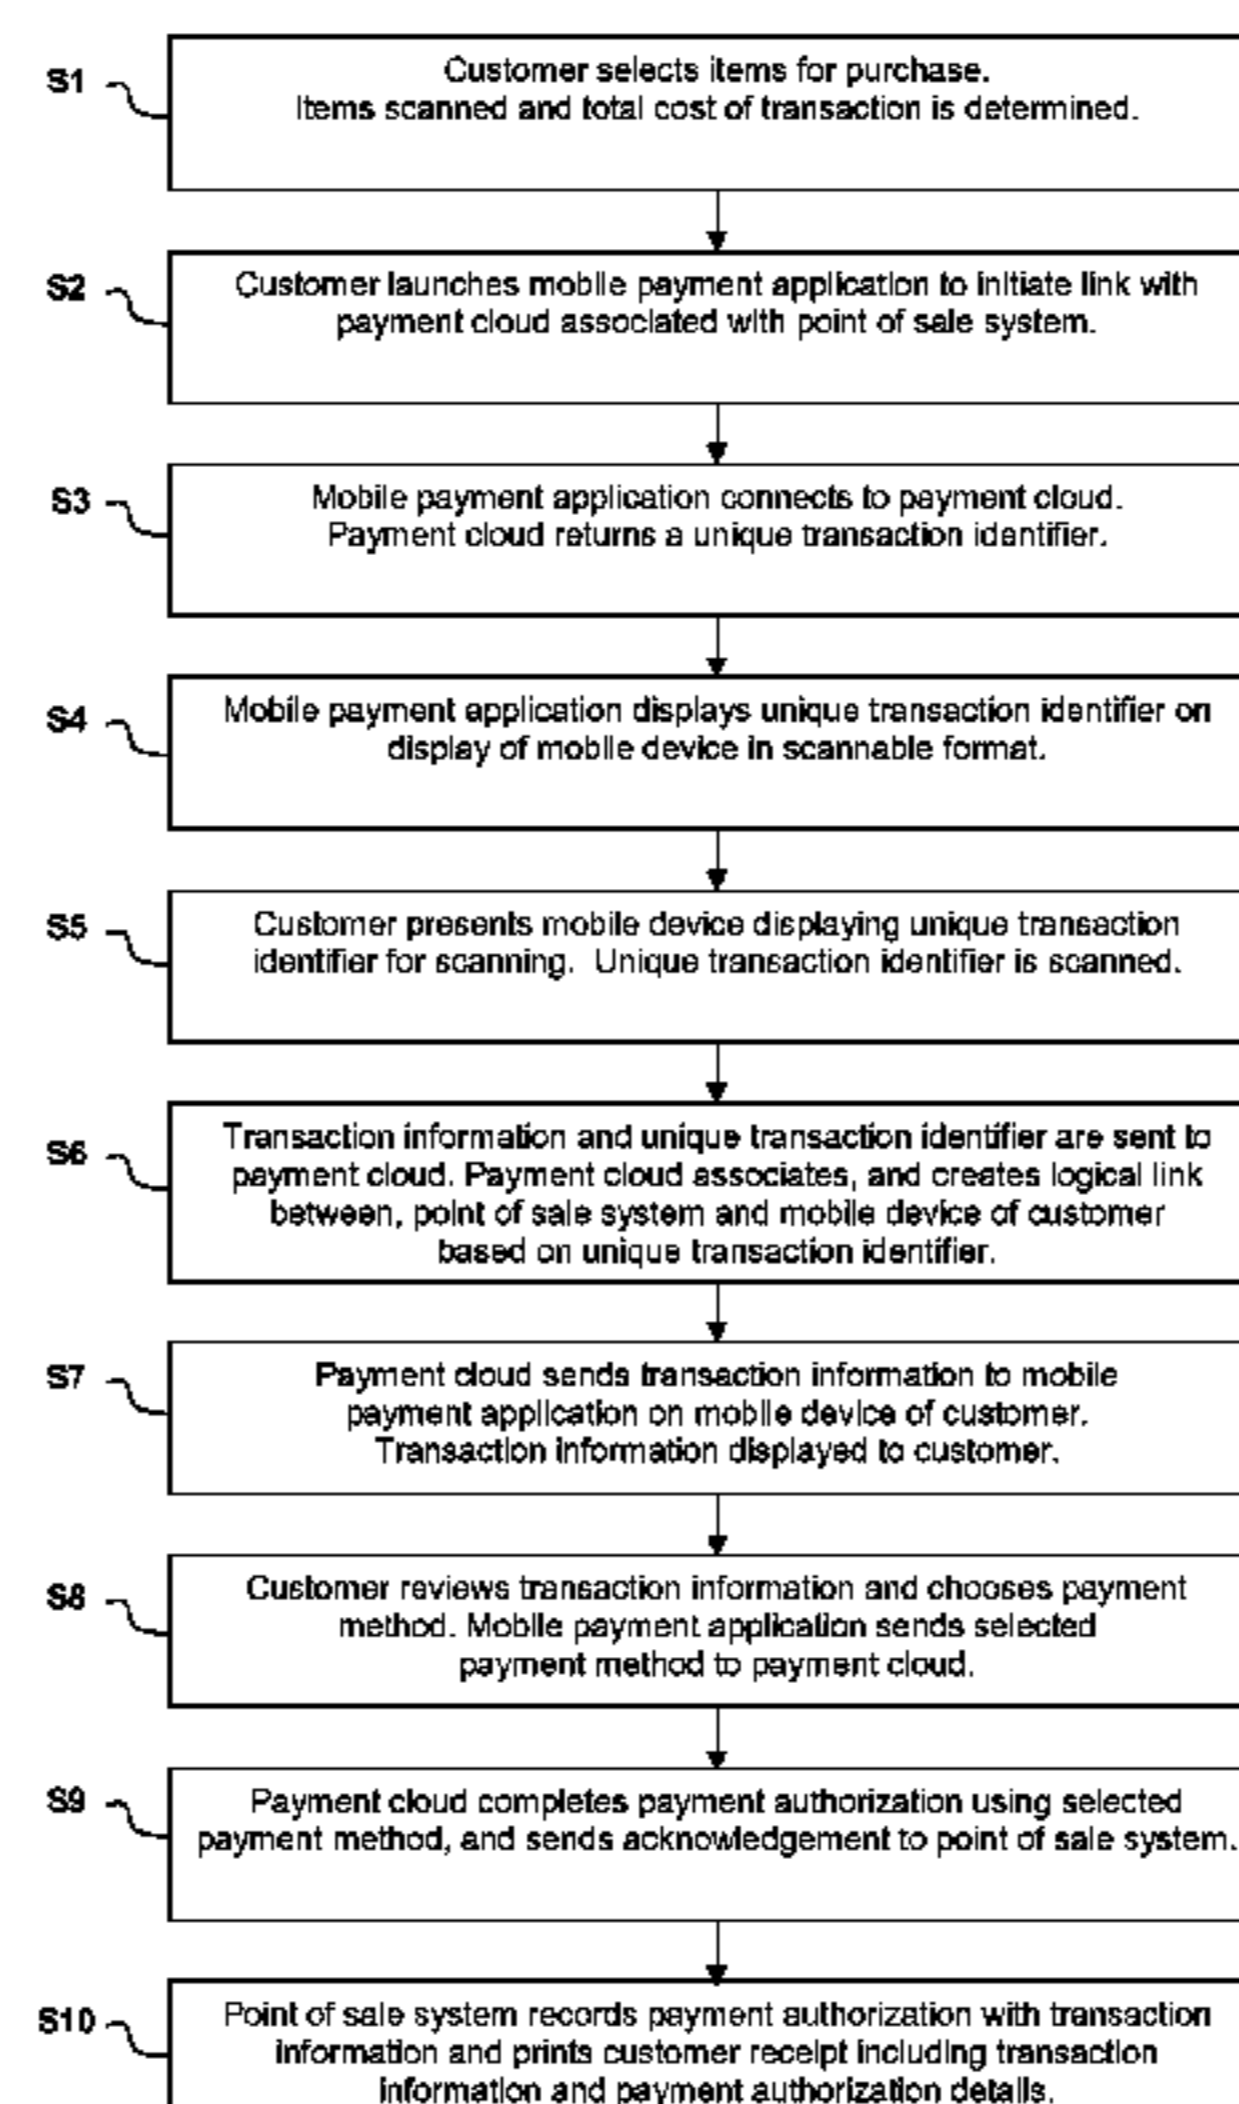 S1
Customer selects items for purchase.
Items scanned and total cost of transaction is determined.
S2
Customer launches mobile payment application to initiate link with
payment cloud associated with point of sale system.
S3
Mobile payment application connects to payment cloud.
Payment cloud returns a unique transaction identifier.
S4
Mobile payment application displays unique transaction identifier on
display of mobile device in scannable format.
S5
Customer presents mobile device displaying unique transaction
identifier for scanning. Unique transaction identifier is scanned.
S6
Transaction information and unique transaction identifier are sent to
payment cloud. Payment cloud associates, and creates logical link
between, point of sale system and mobile device of customer
based on unique transaction identifier.
S7
Payment cloud sends transaction information to mobile
payment application on mobile device of customer.
Transaction information displayed to customer.
S8
Customer reviews transaction information and chooses payment
method. Mobile payment application sends selected
payment method to payment cloud.
S9
Payment cloud completes payment authorization using selected
payment method, and sends acknowledgement to point of sale system.
S10
Point of sale system records payment authorization with transaction
information and prints customer receipt including transaction
information and payment authorization details.